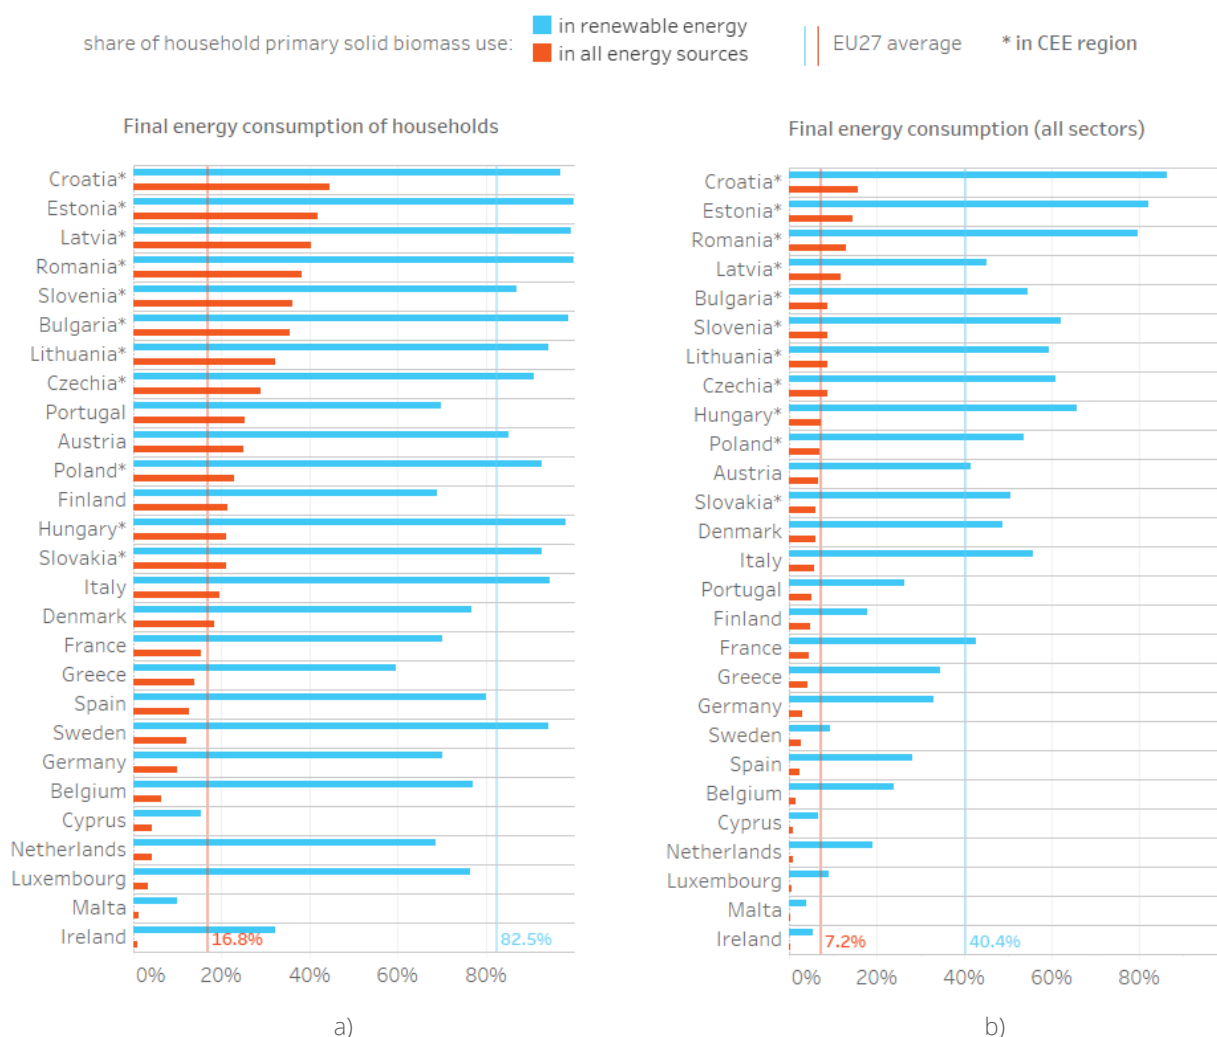 share of household primary solid biomass use:
in renewable energy
in all energy sources
EU27 average
* in CEE region
Final energy consumption of households
Croatia*
Estonia*
Latvia*
Romania*
Slovenia*
Bulgaria*
Lithuania*
Czechia*
Portugal
Austria
Poland*
Finland
Hungary*
Slovakia*
Italy
Denmark
France
Greece
Spain
Sweden
Germany
Belgium
Cyprus
Netherlands
Luxembourg
Malta
Ireland
16.8%
82.5%
0% 20% 40% 60% 80%
a)
Final energy consumption (all sectors)
Croatia*
Estonia*
Romania*
Latvia*
Bulgaria*
Slovenia*
Lithuania*
Czechia*
Hungary*
Poland*
Austria
Slovakia*
Denmark
Italy
Portugal
Finland
France
Greece
Germany
Sweden
Spain
Belgium
Cyprus
Netherlands
Luxembourg
Malta
Ireland
7.2%
40.4%
0% 20% 40% 60% 80%
b)